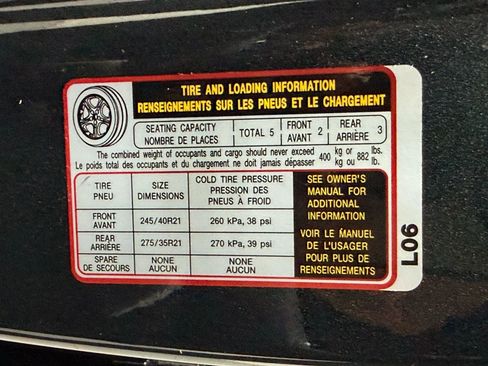 TIRE AND LOADING INFORMATION
RENSEIGNEMENTS SUR LES PNEUS ET LE CHARGEMENT
SEATING CAPACITY
NOMBRE DE PLACES
TOTAL 5
FRONT
AVANT
2
REAR
ARRIÈRE
3
The combined weight of occupants and cargo should never exceed 400 kg or 882 lbs.
Le poids total des occupants et du chargement ne doit jamais dépasser 400 kg ou 882 lb.
TIRE
PNEU
SIZE
DIMENSIONS
COLD TIRE PRESSURE
PRESSION DES
PNEUS À FROID
FRONT
AVANT
245/40R21
260 kPa, 38 psi
REAR
ARRIÈRE
275/35R21
270 kPa, 39 psi
SPARE
DE SECOURS
NONE
AUCUN
NONE
AUCUN
SEE OWNER'S
MANUAL FOR
ADDITIONAL
INFORMATION
VOIR LE MANUEL
DE L'USAGER
POUR PLUS DE
RENSEIGNEMENTS
L06